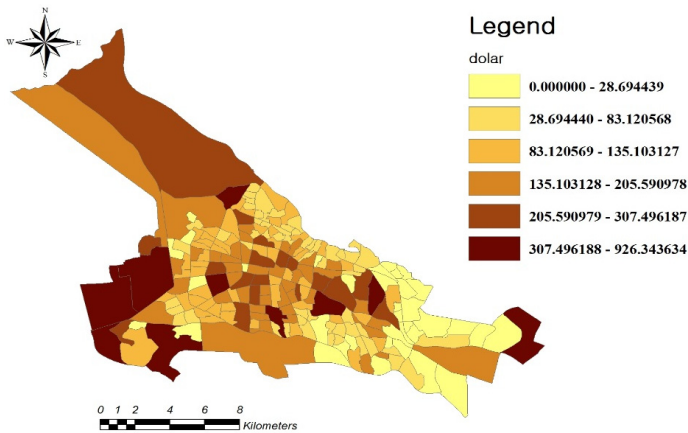 N
W E
S
Legend
dolar
0.000000 - 28.694439
28.694440 - 83.120568
83.120569 - 135.103127
135.103128 - 205.590978
205.590979 - 307.496187
307.496188 - 926.343634
0 1 2 4 6 8
Kilometers